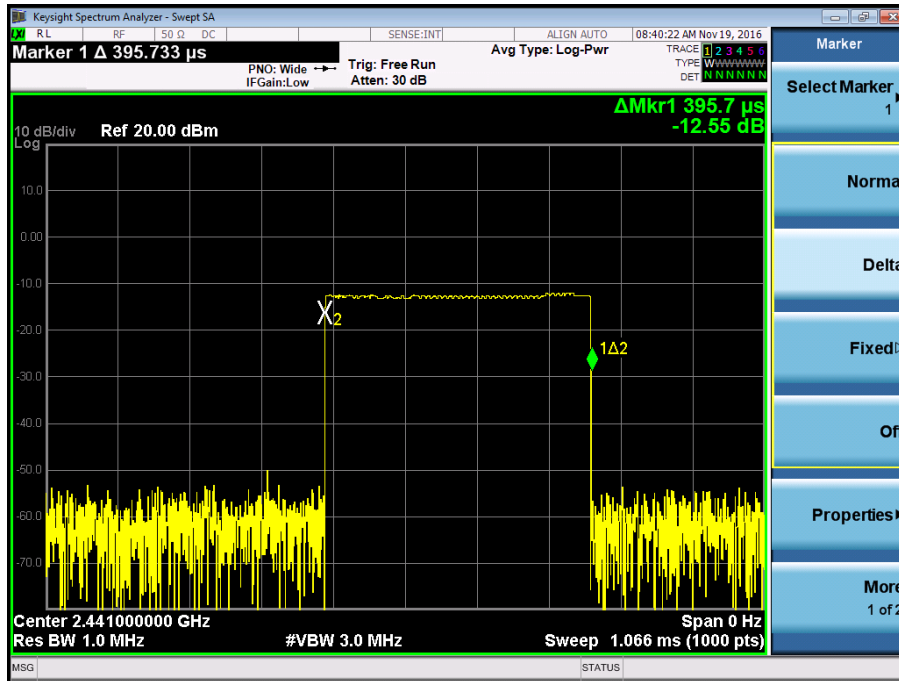 Keysight Spectrum Analyzer - Swept SA
LXI RL RF 50 Ω DC SENSE:INT ALIGN AUTO 08:40:22 AM Nov 19, 2016
Marker 1 Δ 395.733 µs
PNO: Wide
IFGain:Low
Trig: Free Run
Atten: 30 dB
Avg Type: Log-Pwr
TRACE 1 2 3 4 5 6
TYPE WWWWWW
DET N N N N N N
ΔMkr1 395.7 µs
-12.55 dB
10 dB/div Ref 20.00 dBm
Log
10.0
0.00
-10.0
-20.0
-30.0
-40.0
-50.0
-60.0
-70.0
2
1Δ2
Center 2.441000000 GHz Span 0 Hz
Res BW 1.0 MHz #VBW 3.0 MHz Sweep 1.066 ms (1000 pts)
MSG STATUS
Marker
Select Marker
1
Norma
Delta
Fixed
Of
Properties
More
1 of 2